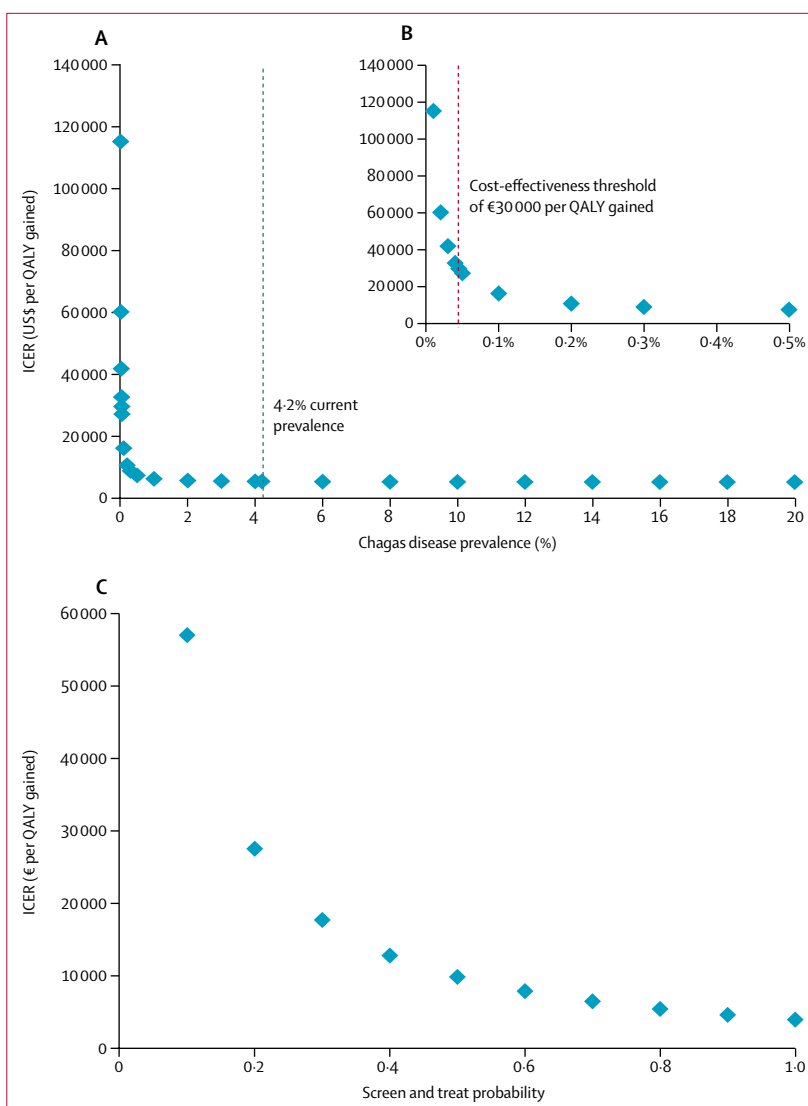 A
140 000
120 000
100 000
80 000
60 000
40 000
20 000
0
ICER (US$ per QALY gained)
4·2% current
prevalence
0 2 4 6 8 10 12 14 16 18 20
Chagas disease prevalence (%)
B
140 000
120 000
100 000
80 000
60 000
40 000
20 000
0
Cost-effectiveness threshold
of €30 000 per QALY gained
0% 0·1% 0·2% 0·3% 0·4% 0·5%
C
60 000
50 000
40 000
30 000
20 000
10 000
0
ICER (€ per QALY gained)
0 0·2 0·4 0·6 0·8 1·0
Screen and treat probability